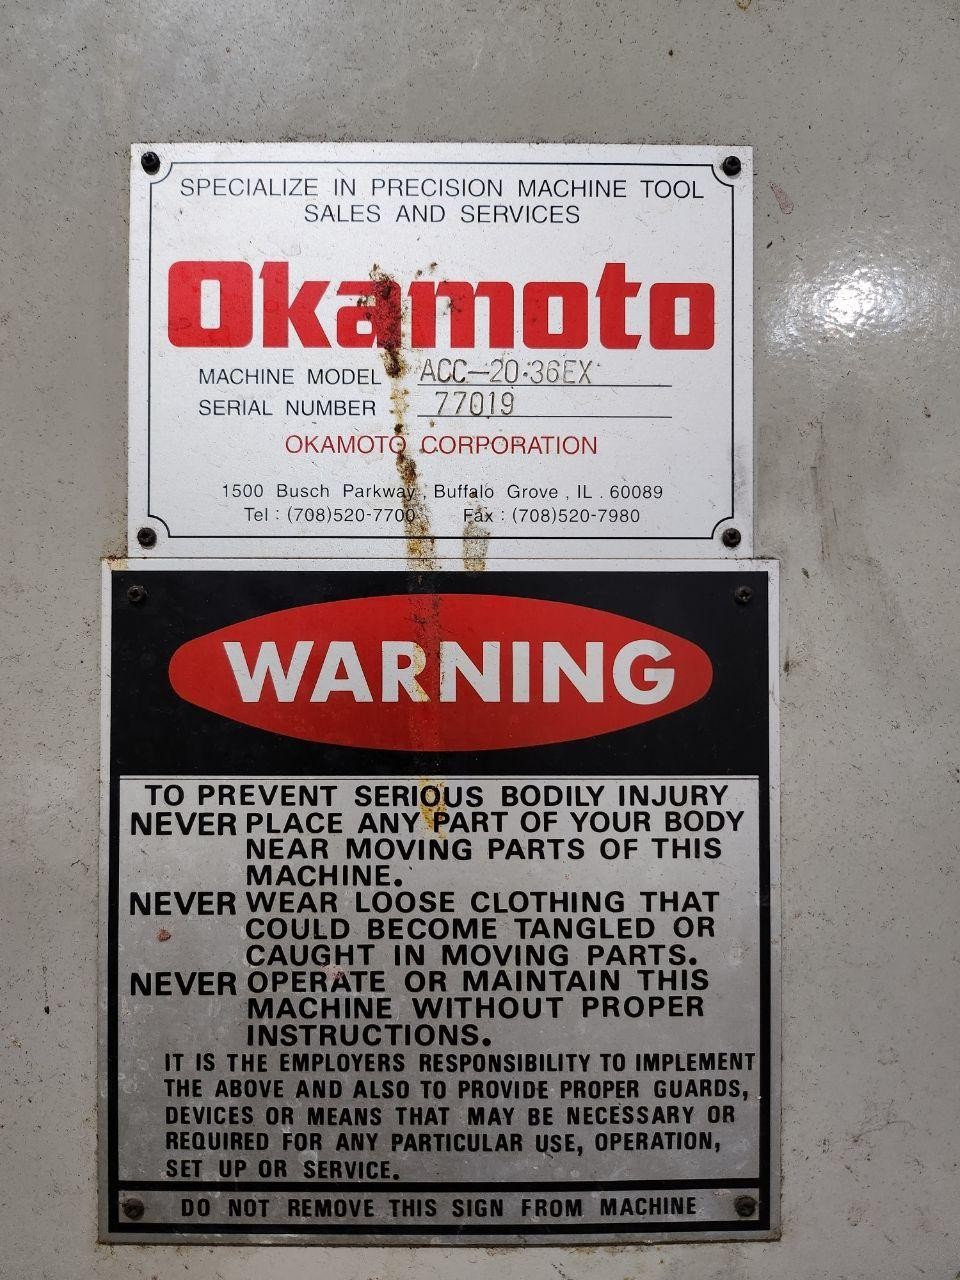 SPECIALIZE IN PRECISION MACHINE TOOL
SALES AND SERVICES
Okamoto
MACHINE MODEL ACC-20·36EX
SERIAL NUMBER 77019
OKAMOTO CORPORATION
1500 Busch Parkway, Buffalo Grove, IL. 60089
Tel : (708)520-7700 Fax : (708)520-7980
WARNING
TO PREVENT SERIOUS BODILY INJURY
NEVER PLACE ANY PART OF YOUR BODY
NEAR MOVING PARTS OF THIS
MACHINE.
NEVER WEAR LOOSE CLOTHING THAT
COULD BECOME TANGLED OR
CAUGHT IN MOVING PARTS.
NEVER OPERATE OR MAINTAIN THIS
MACHINE WITHOUT PROPER
INSTRUCTIONS.
IT IS THE EMPLOYERS RESPONSIBILITY TO IMPLEMENT
THE ABOVE AND ALSO TO PROVIDE PROPER GUARDS,
DEVICES OR MEANS THAT MAY BE NECESSARY OR
REQUIRED FOR ANY PARTICULAR USE, OPERATION,
SET UP OR SERVICE.
DO NOT REMOVE THIS SIGN FROM MACHINE